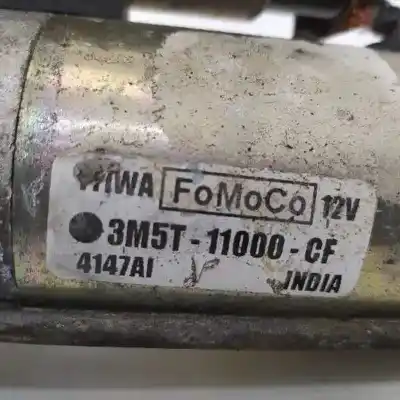 FoMoCo 12V
3M5T-11000-CF
4147AI
INDIA